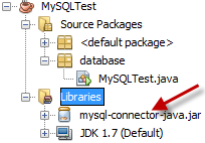 MySQLTest
Source Packages
<default package>
database
MySQLTest.java
Libraries
mysql-connector-java.jar
JDK 1.7 (Default)